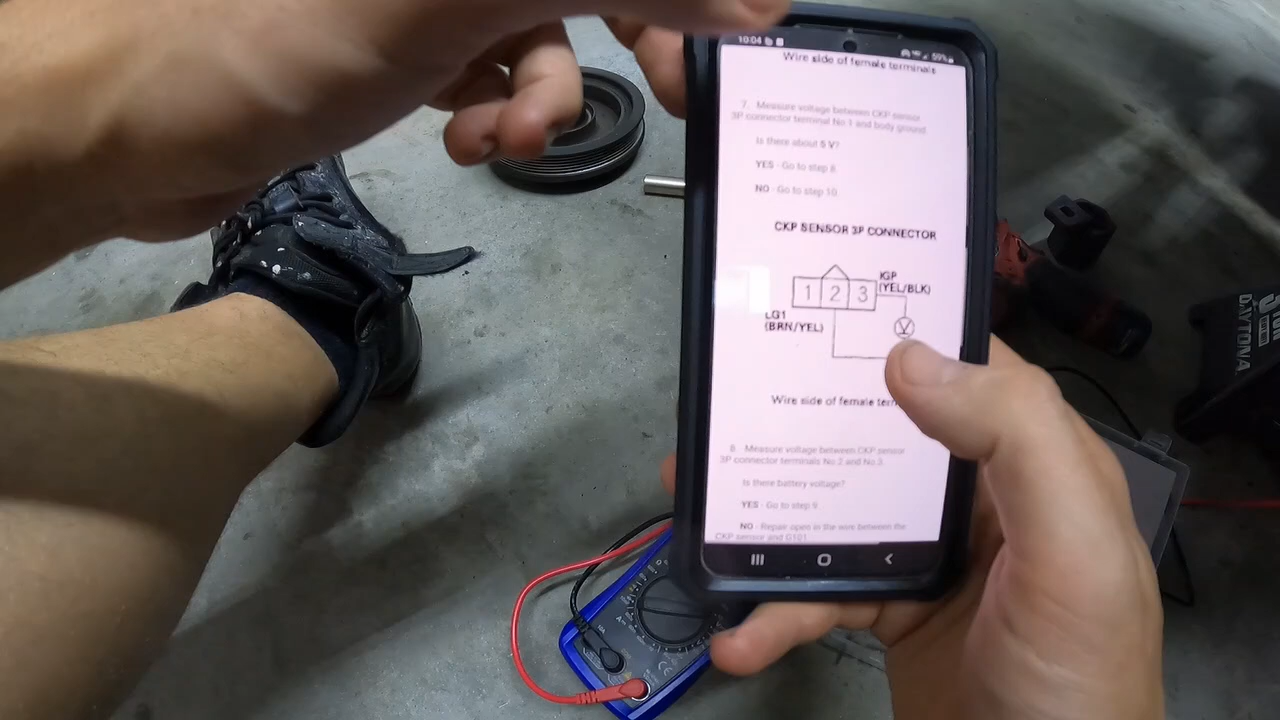 10:04
59%
Wire side of female terminals
7. Measure voltage between CKP sensor
3P connector terminal No.1 and body ground.
Is there about 5 V?
YES - Go to step 8.
NO - Go to step 10.
CKP SENSOR 3P CONNECTOR
IGP
1 2 3
(YEL/BLK)
LG1
(BRN/YEL)
V
Wire side of female
8. Measure voltage between CKP sensor
3P connector terminals No.2 and No.3.
Is there battery voltage?
YES - Go to step 9.
NO - Repair open in the wire between the
CKP sensor and G101.
DAYTONA